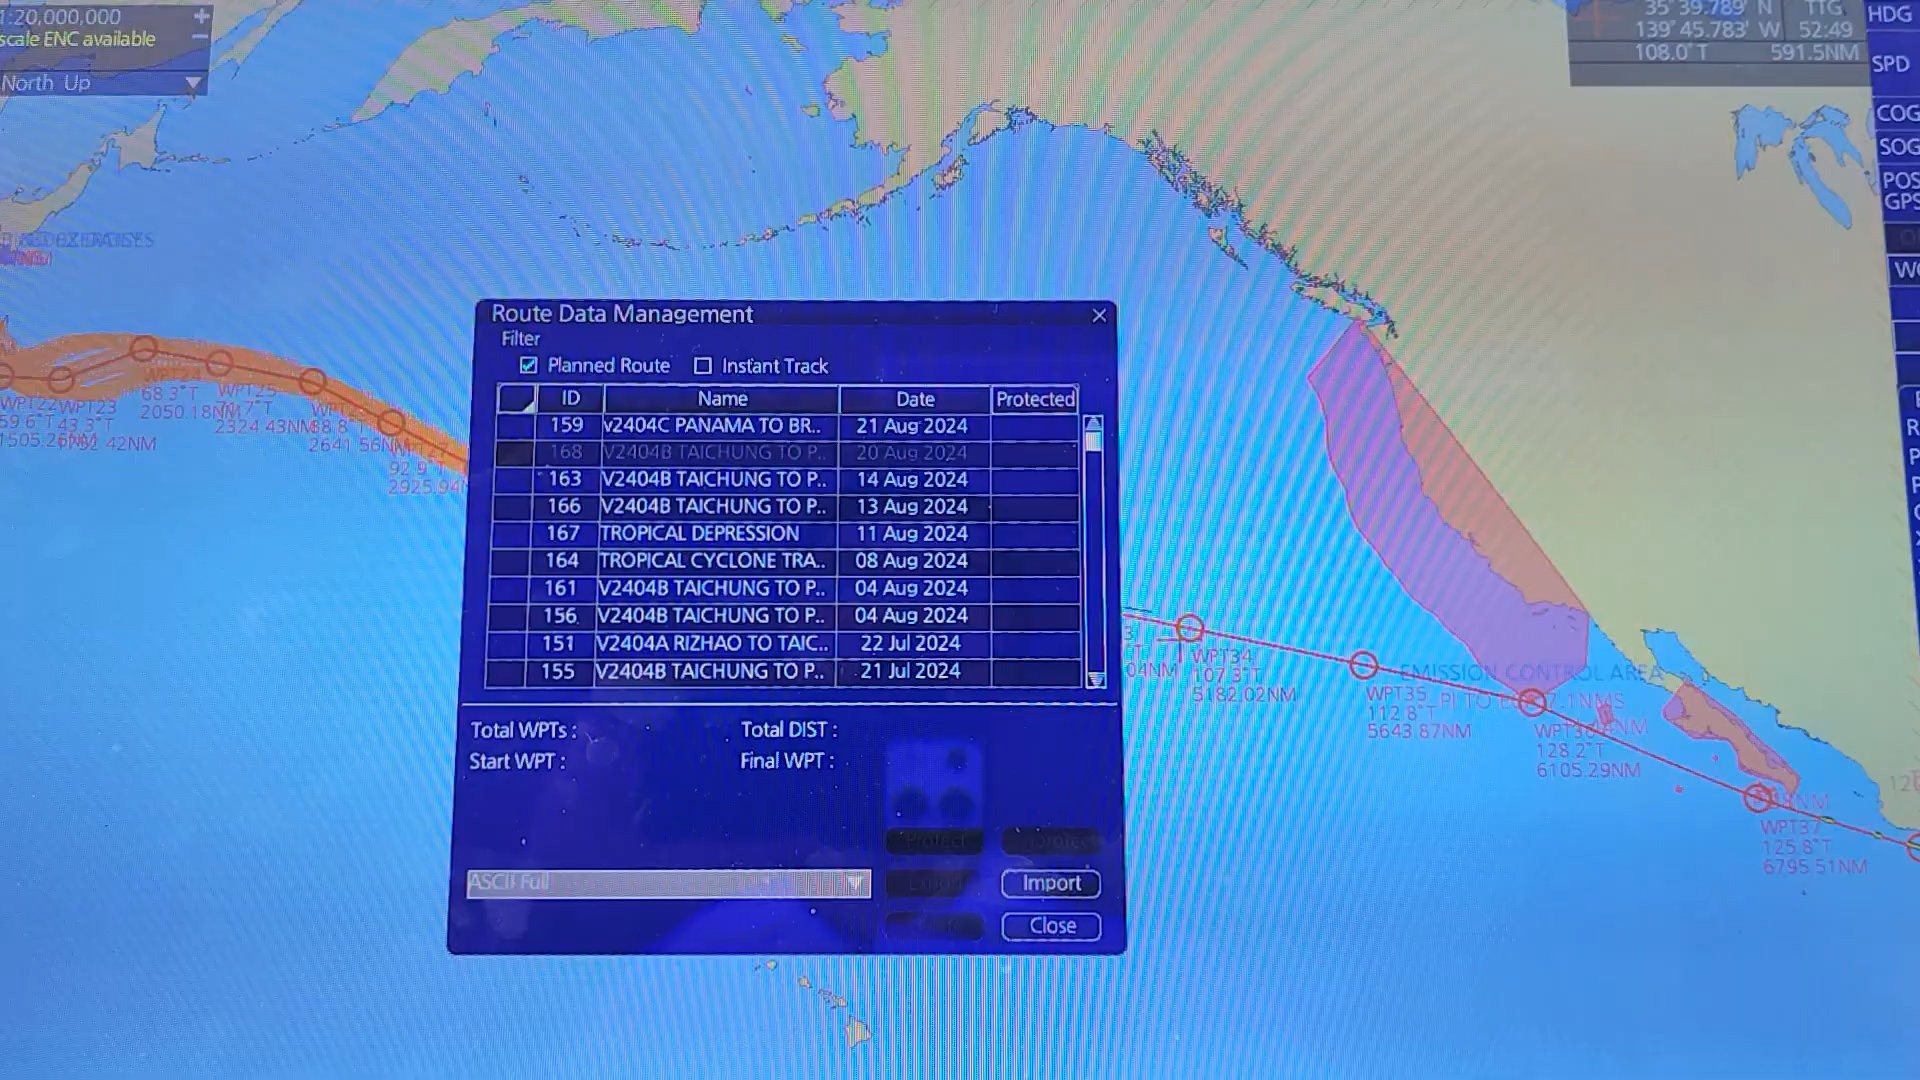 1:20,000,000 +
scale ENC available −
North Up
35°39.789' N TTG
139°45.783' W 52:49
108.0°T 591.5NM
HDG
SPD
COG
SOG
POS
GPS
Route Data Management ×
Filter
Planned Route Instant Track
ID Name Date Protected
159 v2404C PANAMA TO BR.. 21 Aug 2024
168 V2404B TAICHUNG TO P.. 20 Aug 2024
163 V2404B TAICHUNG TO P.. 14 Aug 2024
166 V2404B TAICHUNG TO P.. 13 Aug 2024
167 TROPICAL DEPRESSION 11 Aug 2024
164 TROPICAL CYCLONE TRA.. 08 Aug 2024
161 V2404B TAICHUNG TO P.. 04 Aug 2024
156 V2404B TAICHUNG TO P.. 04 Aug 2024
151 V2404A RIZHAO TO TAIC.. 22 Jul 2024
155 V2404B TAICHUNG TO P.. 21 Jul 2024
Total WPTs : Total DIST :
Start WPT : Final WPT :
Protect
ASCII Full
Import
Close
WPT22 WPT23
43.3°T
68.3°T
2050.18NM
WPT25
2324.43NM
2641.56NM
92.9°T
2925.94
WPT34
107.3°T
5182.02NM
EMISSION CONTROL AREA
WPT35
112.8°T
5643.87NM
128.2°T
6105.29NM
WPT37
125.8°T
6795.51NM